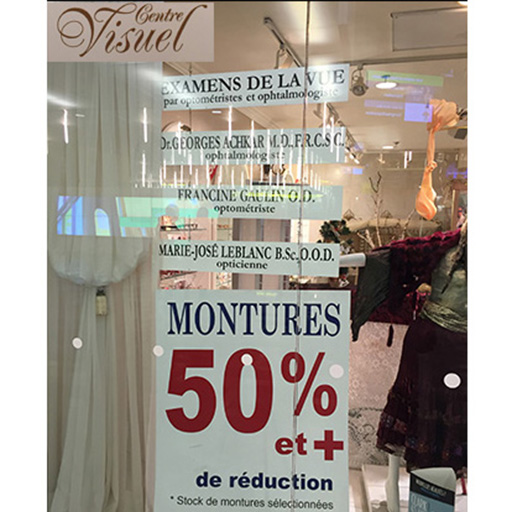 Centre
Visuel
EXAMENS DE LA VUE
par optométristes et ophtalmologiste
Dr. GEORGES ACHKAR M.D., F.R.C.S.C.
ophtalmologiste
FRANCINE GAULIN O.D.
optométriste
MARIE-JOSÉ LEBLANC B.Sc., O.O.D.
opticienne
MONTURES
50%
et +
de réduction
* Stock de montures sélectionnées